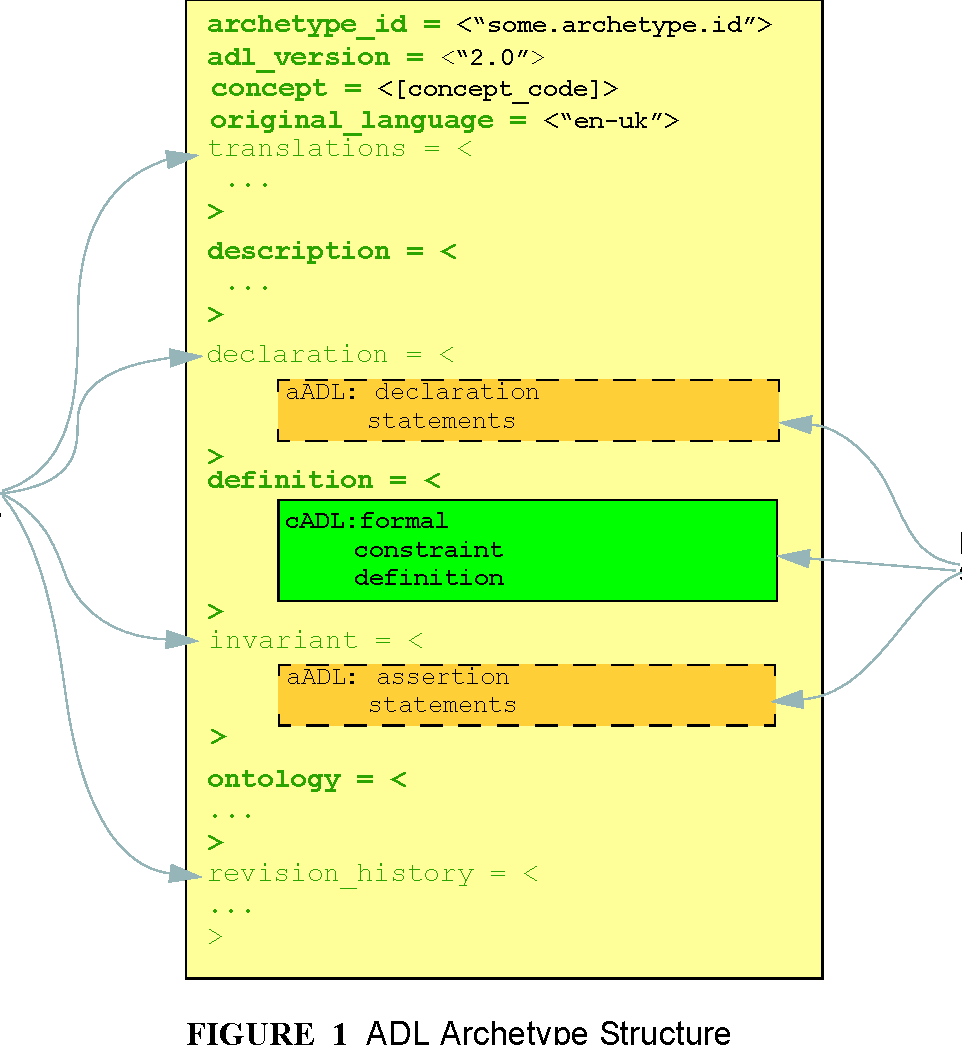 archetype_id = <“some.archetype.id”>
adl_version = <“2.0”>
concept = <[concept_code]>
original_language = <“en-uk”>
translations = <
...
>
description = <
...
>
declaration = <
aADL: declaration
statements
>
definition = <
cADL:formal
constraint
definition
>
invariant = <
aADL: assertion
statements
>
ontology = <
...
>
revision_history = <
...
>
FIGURE 1 ADL Archetype Structure